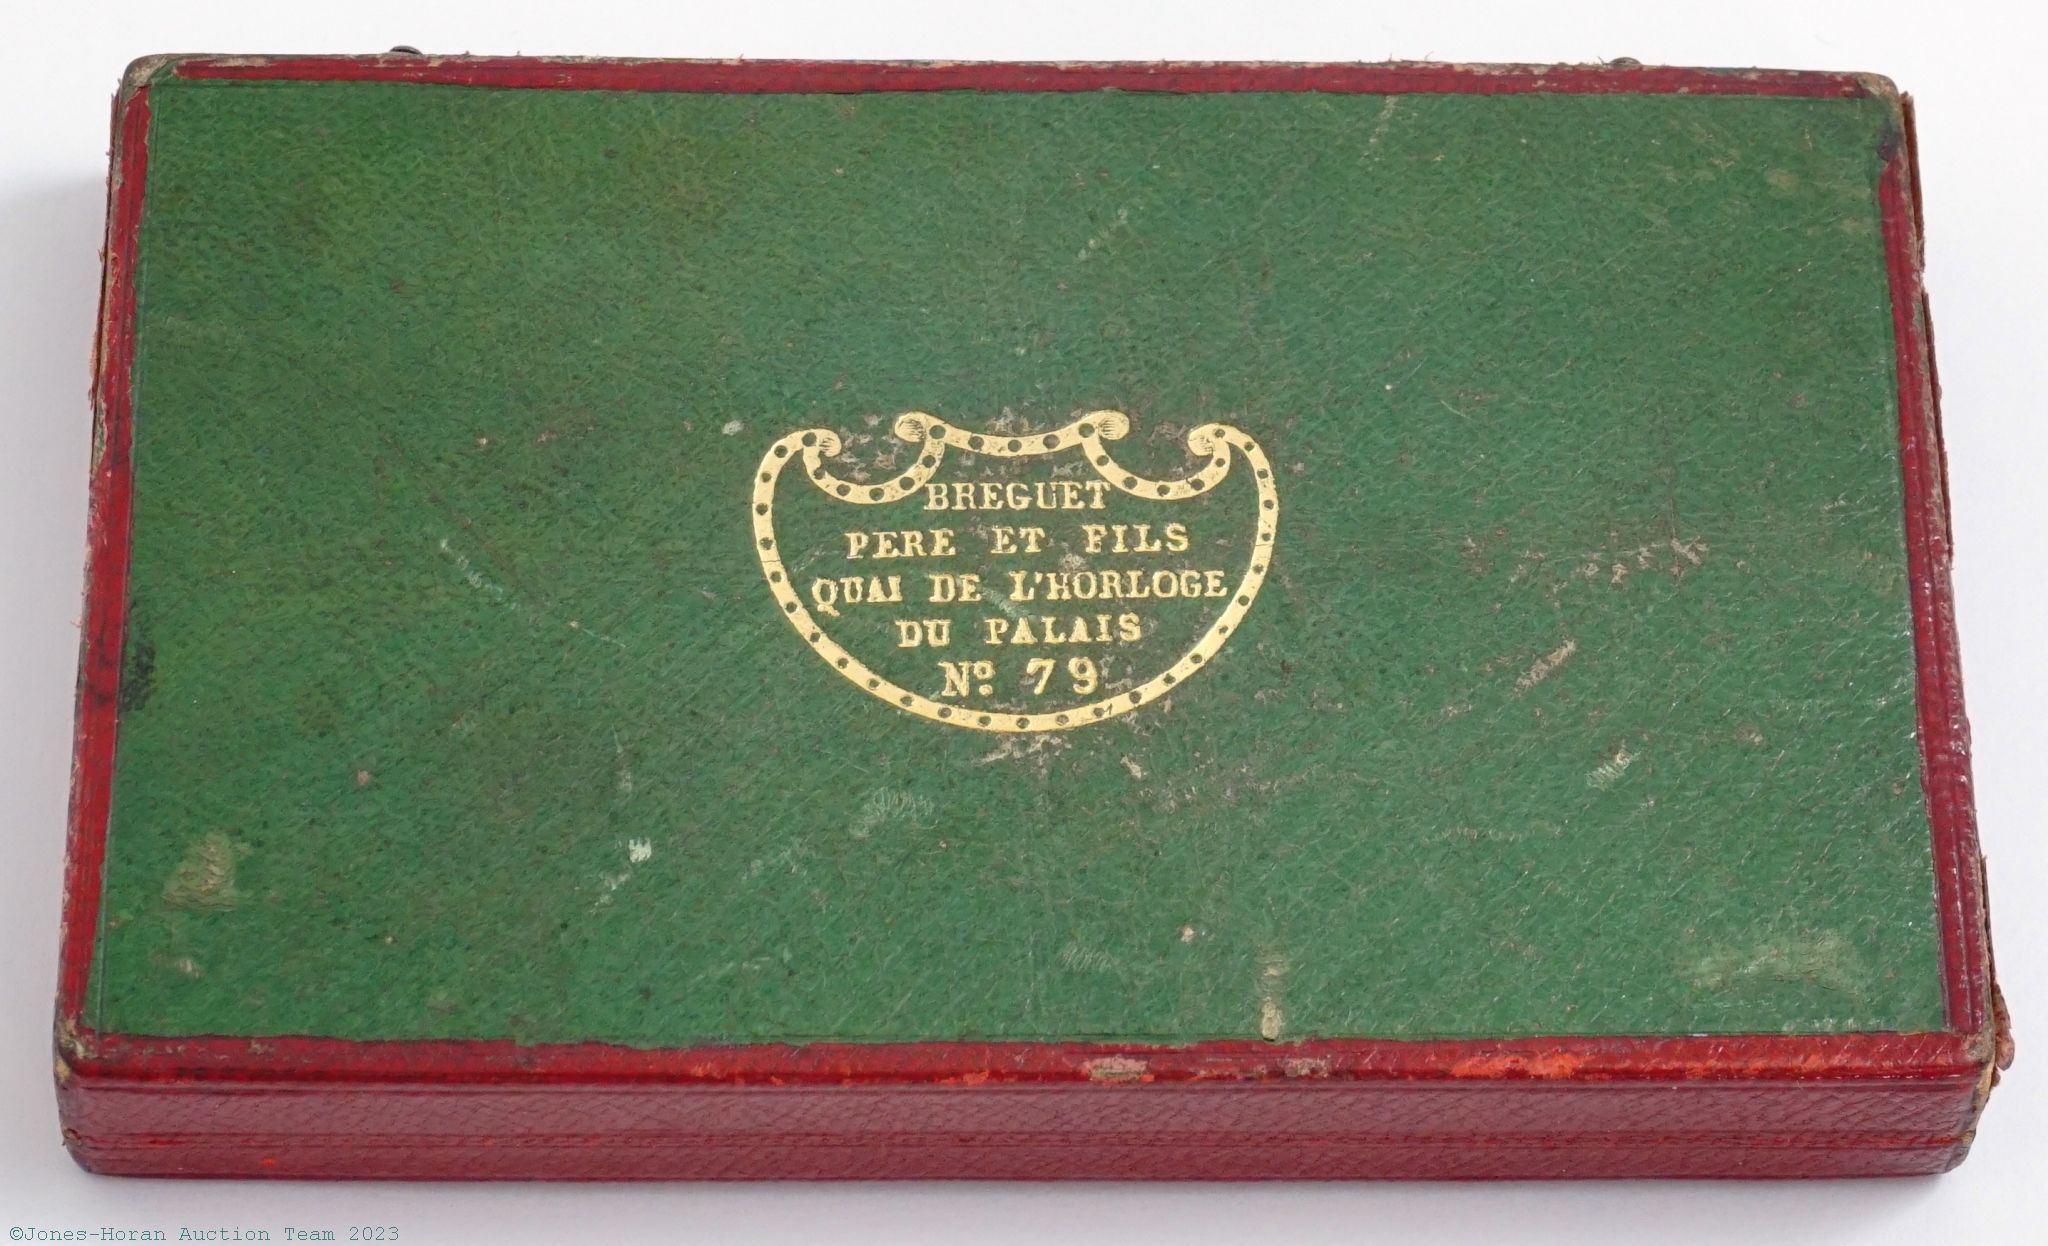 BREGUET
PERE ET FILS
QUAI DE L'HORLOGE
DU PALAIS
Nº. 79
©Jones-Horan Auction Team 2023